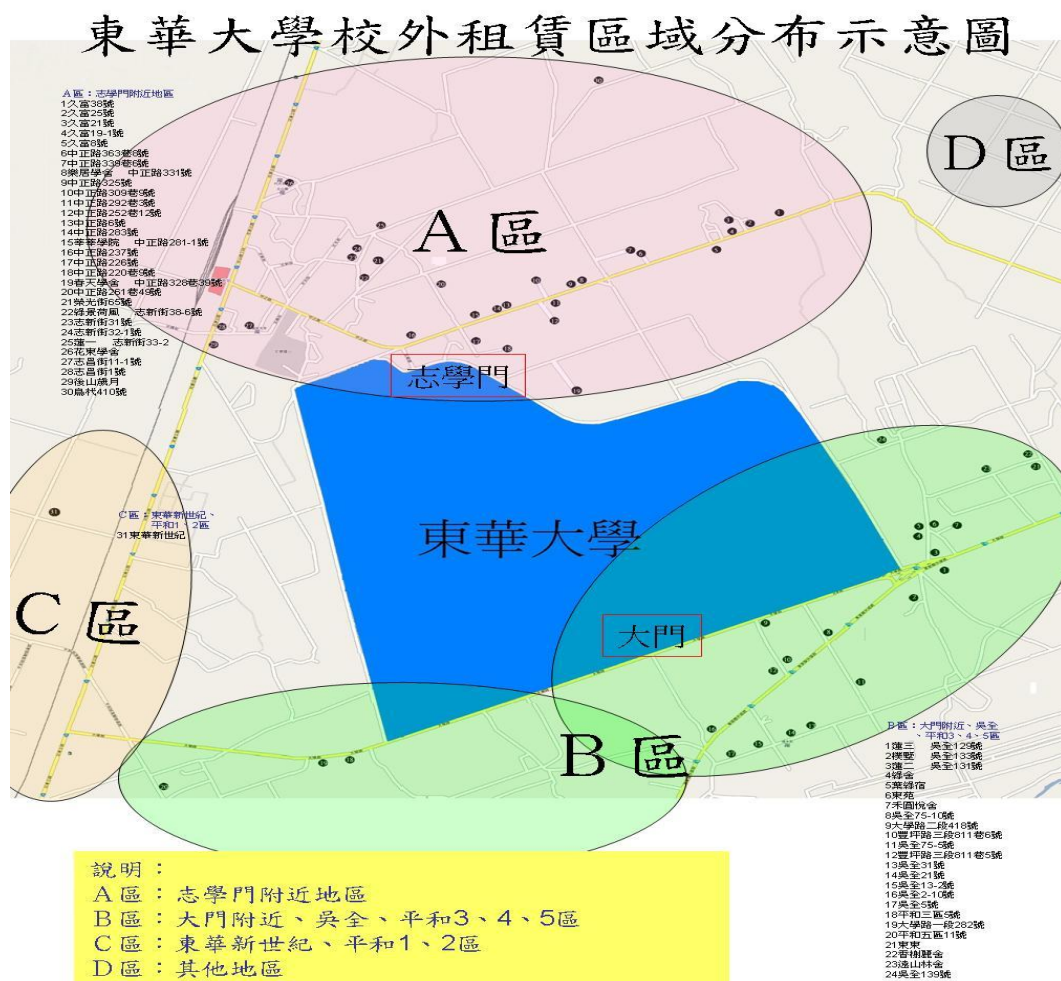 東華大學校外租賃區域分布示意圖
A區：志學門附近地區
1久富38號
2久富25號
3久富21號
4久富19-1號
5久富8號
6中正路363巷8號
7中正路339巷6號
8樂居學舍 中正路331號
9中正路325號
10中正路309巷9號
11中正路292巷3號
12中正路252巷12號
13中正路6號
14中正路283號
15華華學院 中正路281-1號
16中正路237號
17中正路226號
18中正路220巷9號
19春天學舍 中正路328巷39號
20中正路261巷49號
21榮光街65號
22綠景荷風 志新街38-6號
23志新街31號
24志新街32-1號
25蓮一 志新街33-2
26花東學舍
27志昌街11-1號
28志昌街1號
29後山歲月
30鳥杙410號
A區
D區
志學門
東華大學
大門
C區：東華新世紀、
平和1、2區
31東華新世紀
C區
B區
B區：大門附近、吳全
、平和3、4、5區
1蓮三 吳全129號
2樸墅 吳全133號
3蓮二 吳全131號
4綠舍
5葉綠宿
6東苑
7禾園悅舍
8吳全75-10號
9大學路二段418號
10豐坪路三段811巷6號
11吳全75-5號
12豐坪路三段811巷5號
13吳全31號
14吳全21號
15吳全13-2號
16吳全2-10號
17吳全5號
18平和三區5號
19大學路一段282號
20平和五區11號
21東東
22香榭麗舍
23遠山林舍
24吳全139號
說明：
A區：志學門附近地區
B區：大門附近、吳全、平和3、4、5區
C區：東華新世紀、平和1、2區
D區：其他地區